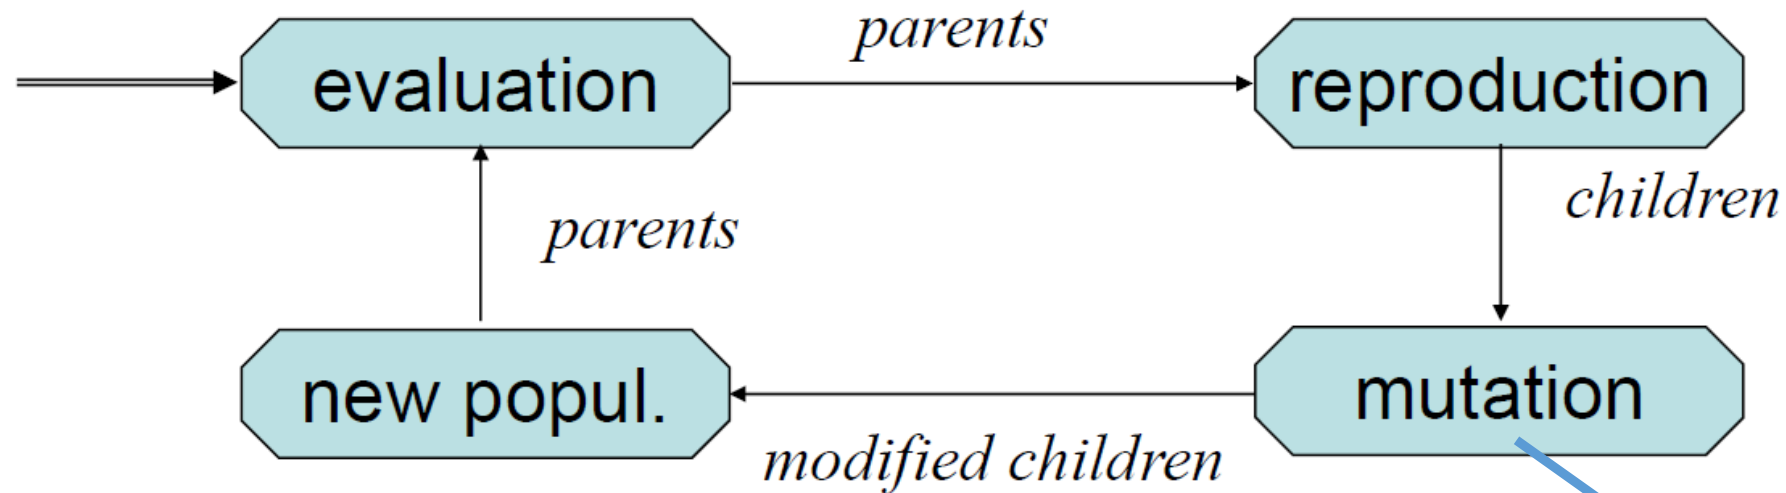 parents
evaluation
reproduction
children
parents
new popul.
mutation
modified children